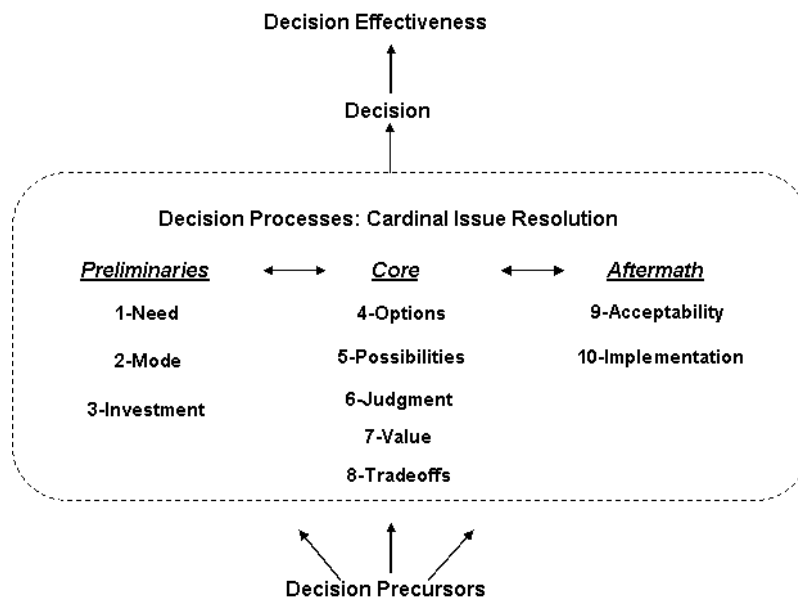 Decision Effectiveness
Decision
Decision Processes: Cardinal Issue Resolution
Preliminaries
Core
Aftermath
1-Need
4-Options
9-Acceptability
2-Mode
5-Possibilities
10-Implementation
3-Investment
6-Judgment
7-Value
8-Tradeoffs
Decision Precursors